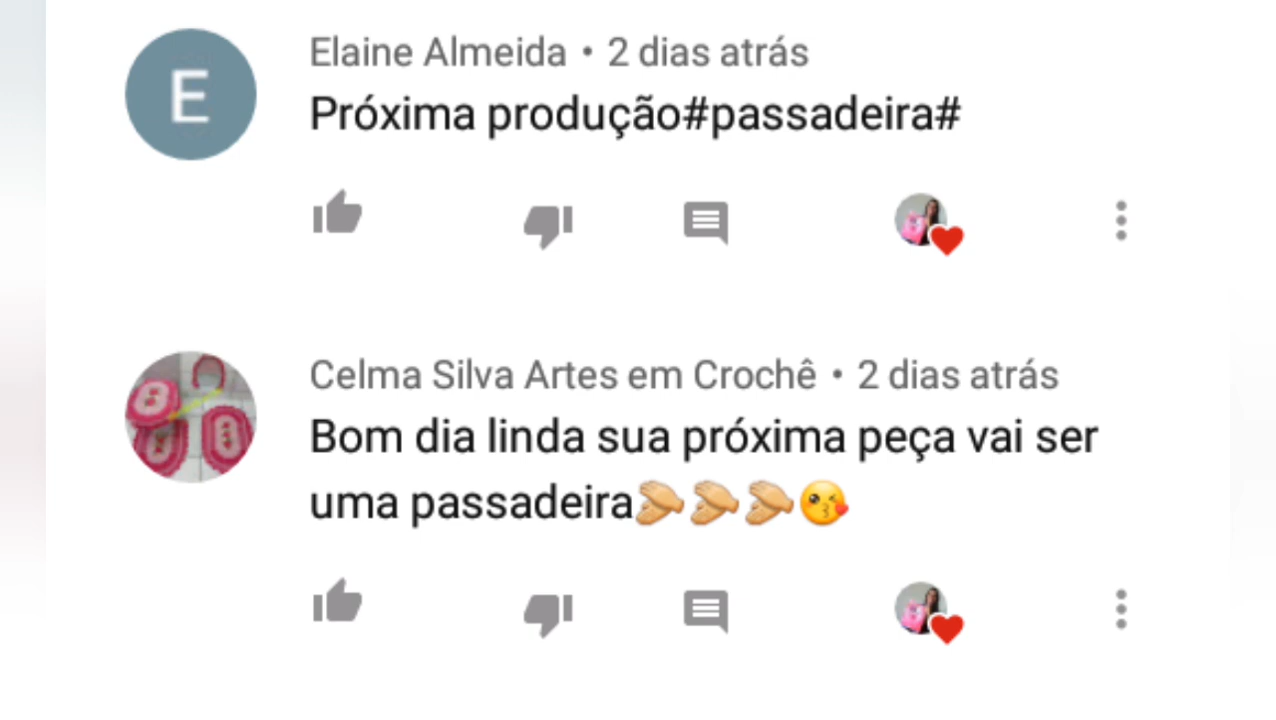 E
Elaine Almeida • 2 dias atrás
Próxima produção#passadeira#
Celma Silva Artes em Crochê • 2 dias atrás
Bom dia linda sua próxima peça vai ser
uma passadeira👏🏼👏🏼👏🏼😘